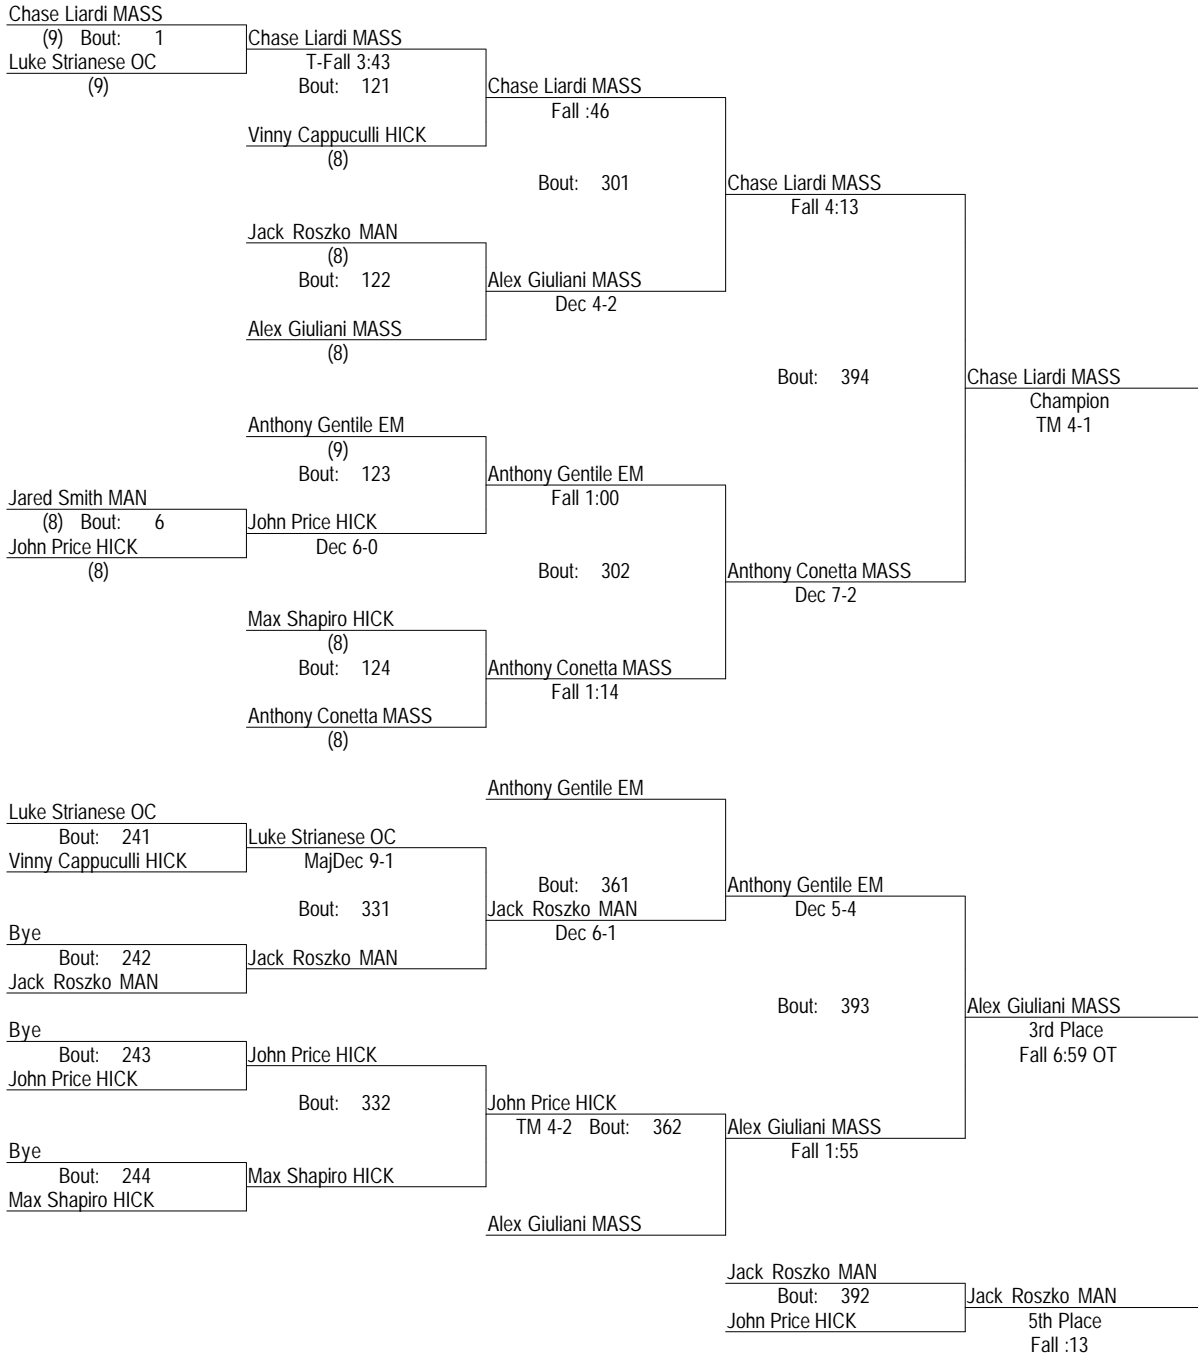 Chase Liardi MASS
(9) Bout: 1
Luke Strianese OC
(9)
Chase Liardi MASS
T-Fall 3:43
Bout: 121
Vinny Cappuculli HICK
(8)
Chase Liardi MASS
Fall :46
Bout: 301
Jack Roszko MAN
(8)
Bout: 122
Alex Giuliani MASS
(8)
Alex Giuliani MASS
Dec 4-2
Chase Liardi MASS
Fall 4:13
Bout: 394
Chase Liardi MASS
Champion
TM 4-1
Anthony Gentile EM
(9)
Bout: 123
Jared Smith MAN
(8) Bout: 6
John Price HICK
(8)
John Price HICK
Dec 6-0
Anthony Gentile EM
Fall 1:00
Bout: 302
Max Shapiro HICK
(8)
Bout: 124
Anthony Conetta MASS
(8)
Anthony Conetta MASS
Fall 1:14
Anthony Conetta MASS
Dec 7-2
Luke Strianese OC
Bout: 241
Vinny Cappuculli HICK
Luke Strianese OC
MajDec 9-1
Bout: 331
Bye
Bout: 242
Jack Roszko MAN
Jack Roszko MAN
Anthony Gentile EM
Bout: 361
Jack Roszko MAN
Dec 6-1
Anthony Gentile EM
Dec 5-4
Bout: 393
Alex Giuliani MASS
3rd Place
Fall 6:59 OT
Bye
Bout: 243
John Price HICK
John Price HICK
Bout: 332
Bye
Bout: 244
Max Shapiro HICK
Max Shapiro HICK
John Price HICK
TM 4-2 Bout: 362
Alex Giuliani MASS
Alex Giuliani MASS
Fall 1:55
Jack Roszko MAN
Bout: 392
John Price HICK
Jack Roszko MAN
5th Place
Fall :13